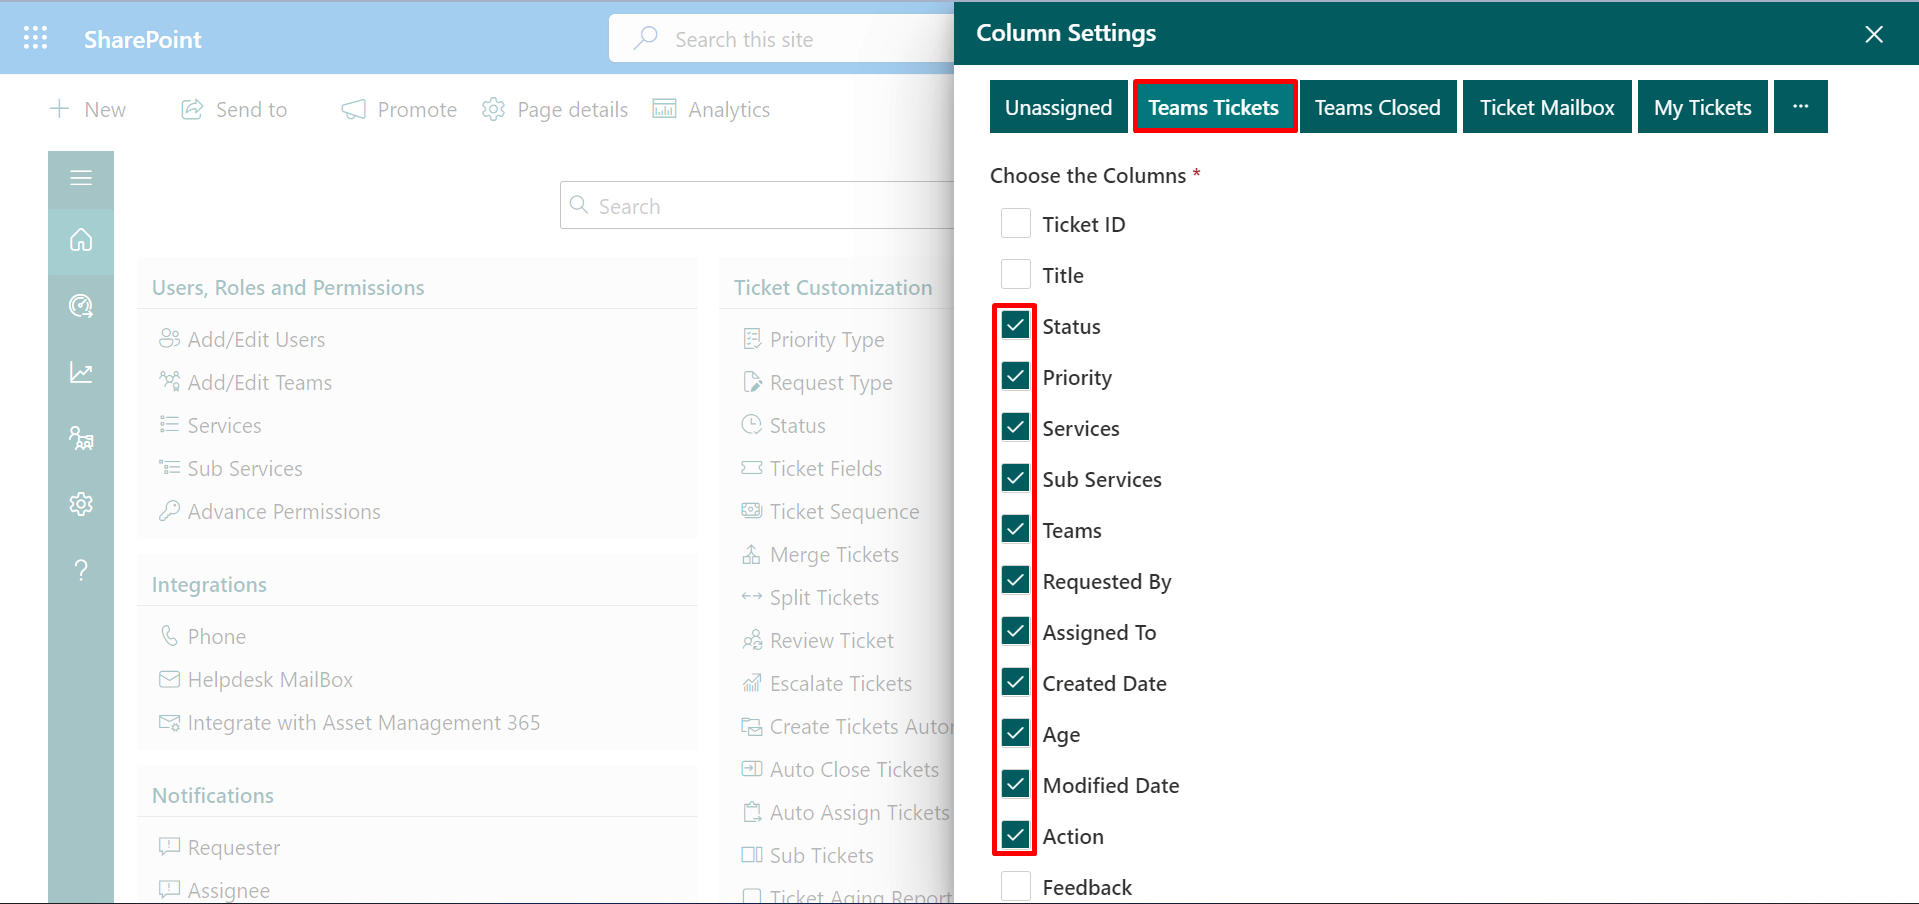 SharePoint
Search this site
New
Send to
Promote
Page details
Analytics
Search
Users, Roles and Permissions
Add/Edit Users
Add/Edit Teams
Services
Sub Services
Advance Permissions
Integrations
Phone
Helpdesk MailBox
Integrate with Asset Management 365
Notifications
Requester
Assignee
Ticket Customization
Priority Type
Request Type
Status
Ticket Fields
Ticket Sequence
Merge Tickets
Split Tickets
Review Ticket
Escalate Tickets
Create Tickets Autor
Auto Close Tickets
Auto Assign Tickets
Sub Tickets
Ticket Aging Report
Column Settings
Unassigned
Teams Tickets
Teams Closed
Ticket Mailbox
My Tickets
...
Choose the Columns *
Ticket ID
Title
Status
Priority
Services
Sub Services
Teams
Requested By
Assigned To
Created Date
Age
Modified Date
Action
Feedback